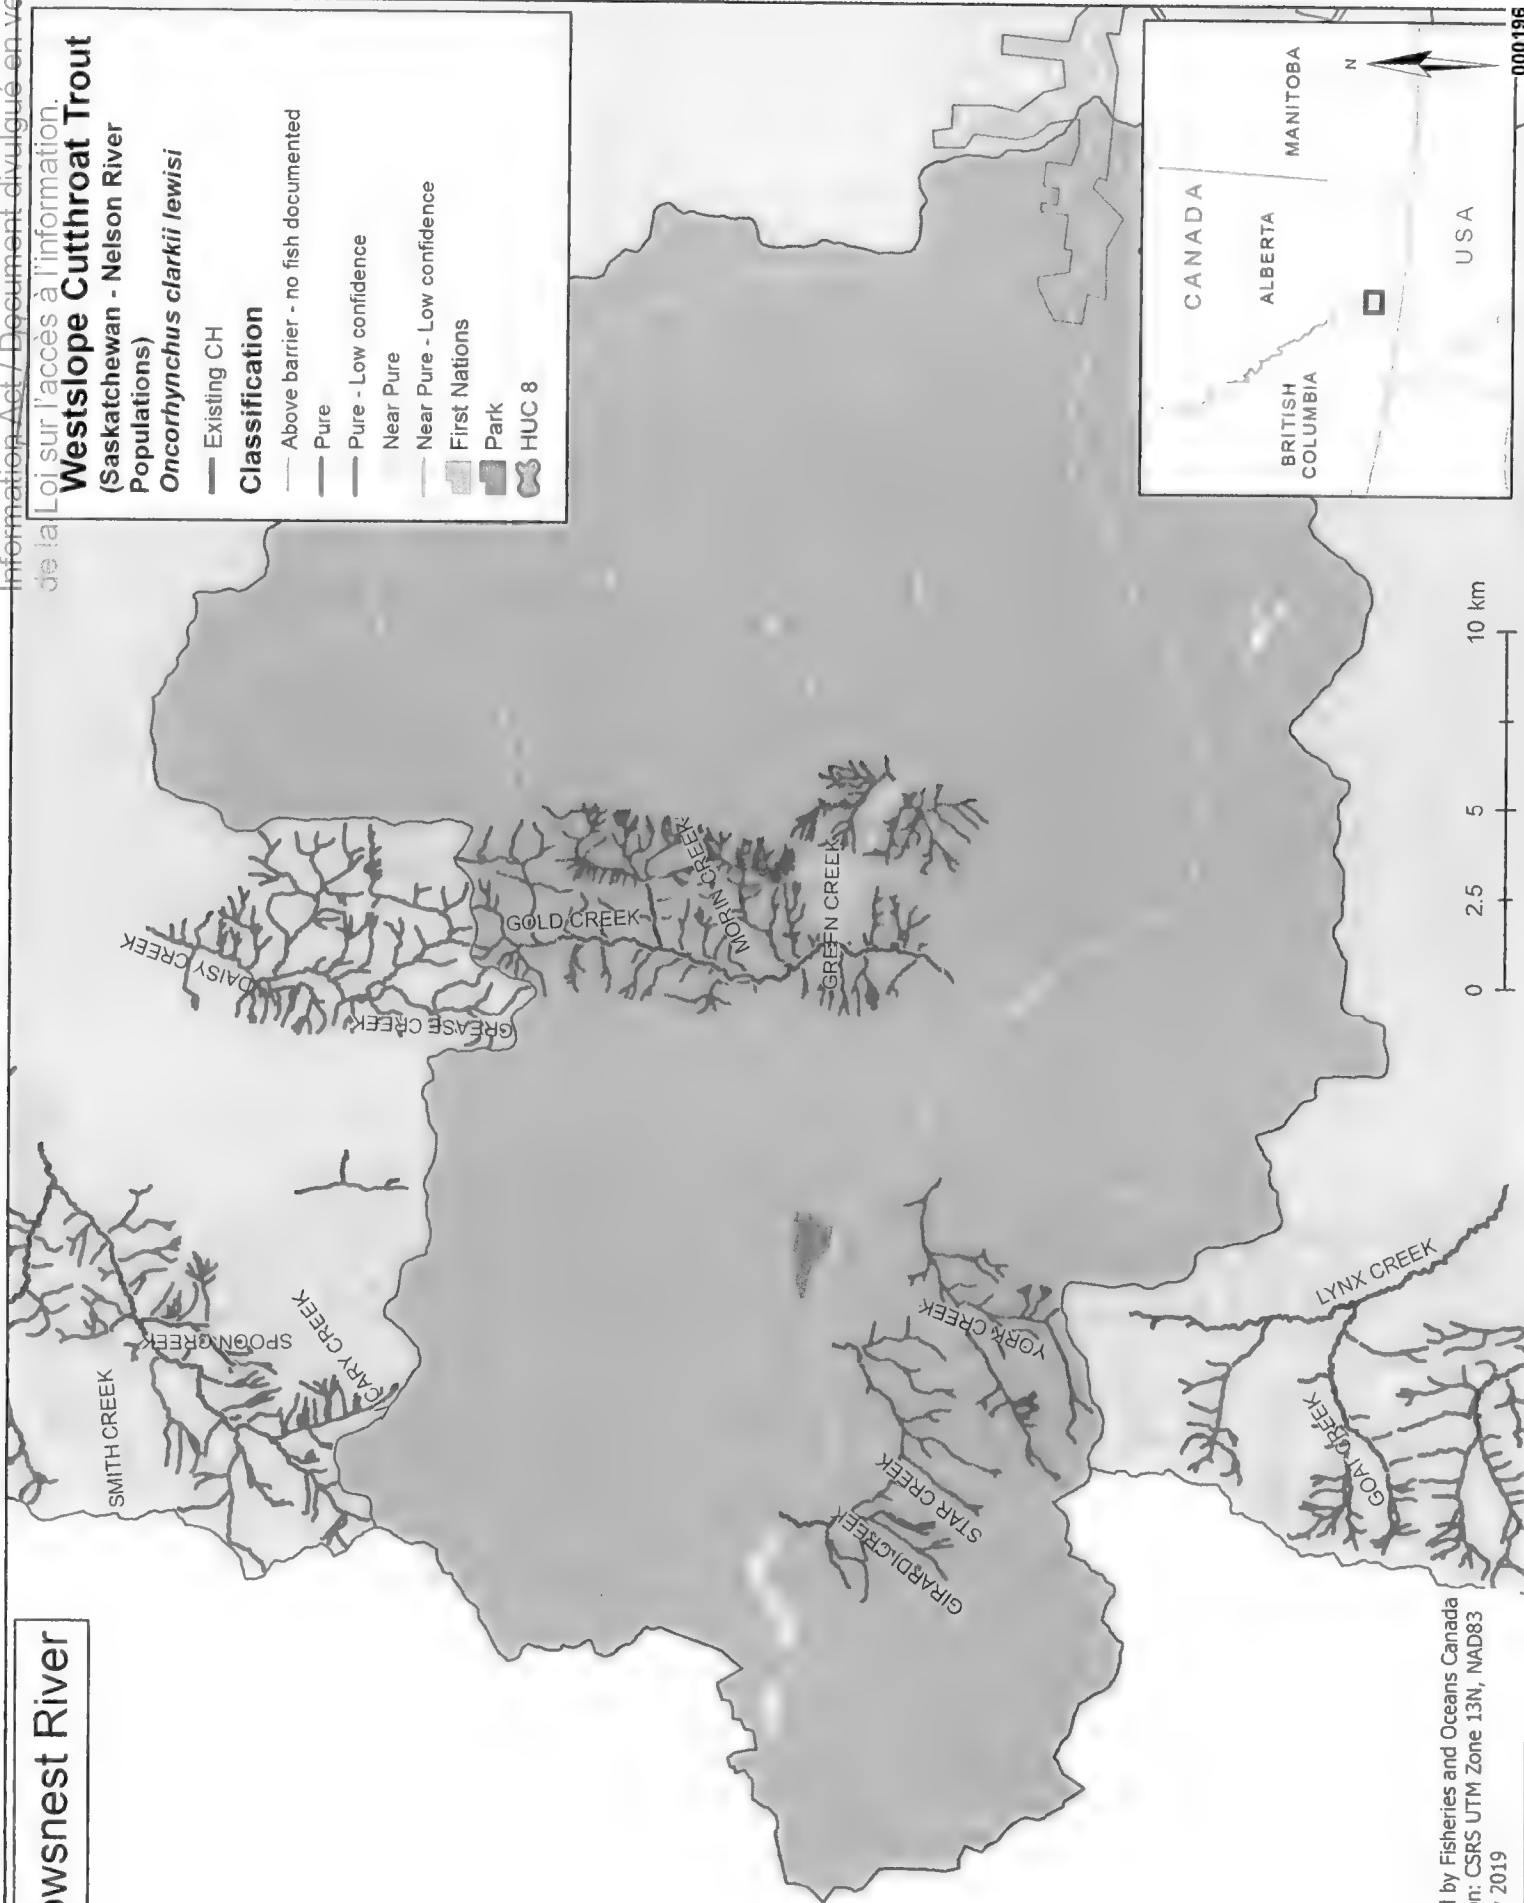 Information Act / Document divulgué en
de la Loi sur l'accès à l'information.
wsnest River
Westslope Cutthroat Trout
(Saskatchewan - Nelson River
Populations)
Oncorhynchus clarkii lewisi
Existing CH
Classification
Above barrier - no fish documented
Pure
Pure - Low confidence
Near Pure
Near Pure - Low confidence
First Nations
Park
HUC 8
SMITH CREEK
SPOON CREEK
CREEK
DAISY CREEK
GREASE CREEK
GOLD CREEK
MORIN CREEK
GREEN CREEK
YORK CREEK
STAR CREEK
GIRARDI CREEK
LYNX CREEK
GOAT CREEK
by Fisheries and Oceans Canada
CSRS UTM Zone 13N, NAD83
2019
0 2.5 5 10 km
CANADA
BRITISH
COLUMBIA
ALBERTA
MANITOBA
USA
N
000196